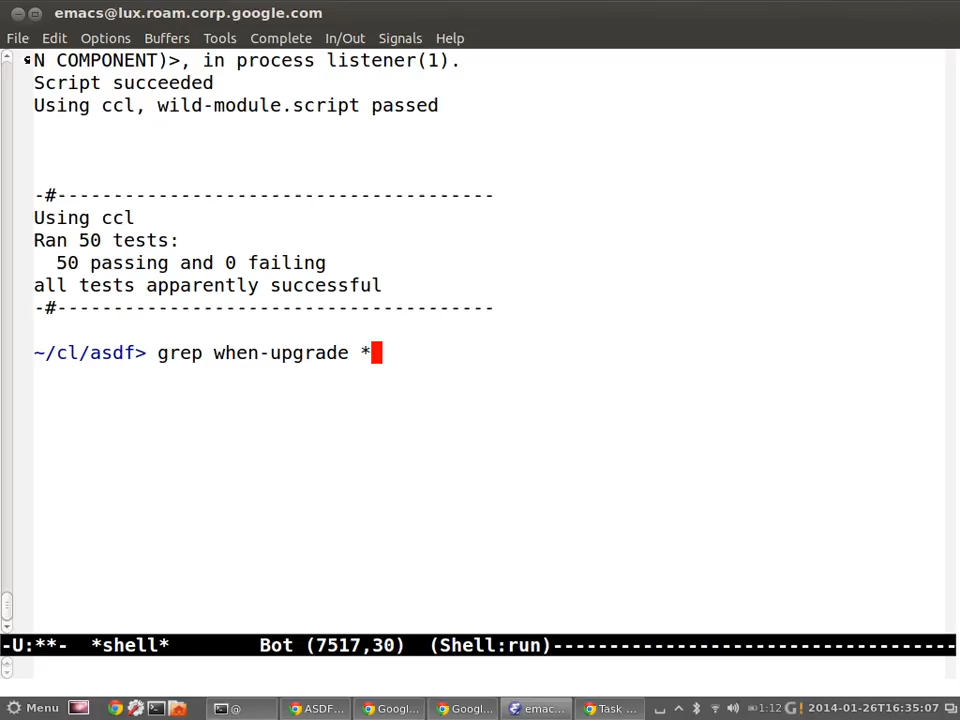 emacs@lux.roam.corp.google.com
File Edit Options Buffers Tools Complete In/Out Signals Help
N COMPONENT)>, in process listener(1).
Script succeeded
Using ccl, wild-module.script passed
-#---------------------------------------
Using ccl
Ran 50 tests:
  50 passing and 0 failing
all tests apparently successful
-#---------------------------------------
~/cl/asdf> grep when-upgrade *
-U:**-  *shell*        Bot (7517,30)  (Shell:run)------------------------------------
Menu @ ASDF... Googl... Googl... emac... Task ... 1:12 G! 2014-01-26T16:35:07